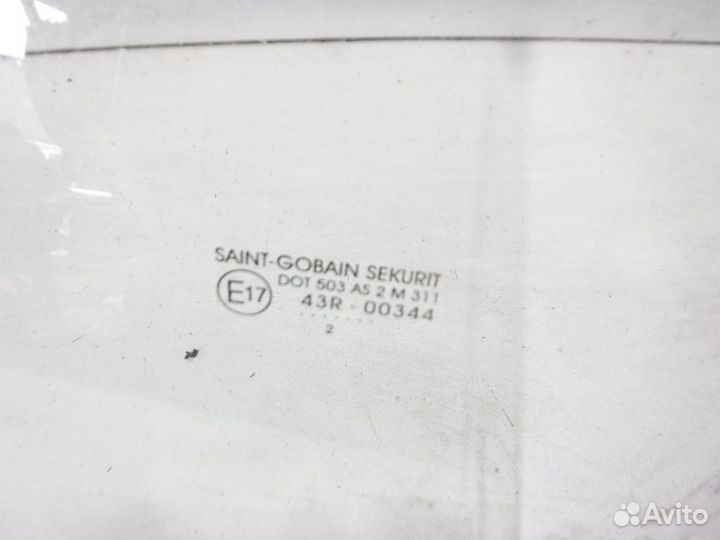 SAINT-GOBAIN SEKURIT
DOT 503 AS 2 M 311
E17
43R - 00344
.......
2
Avito